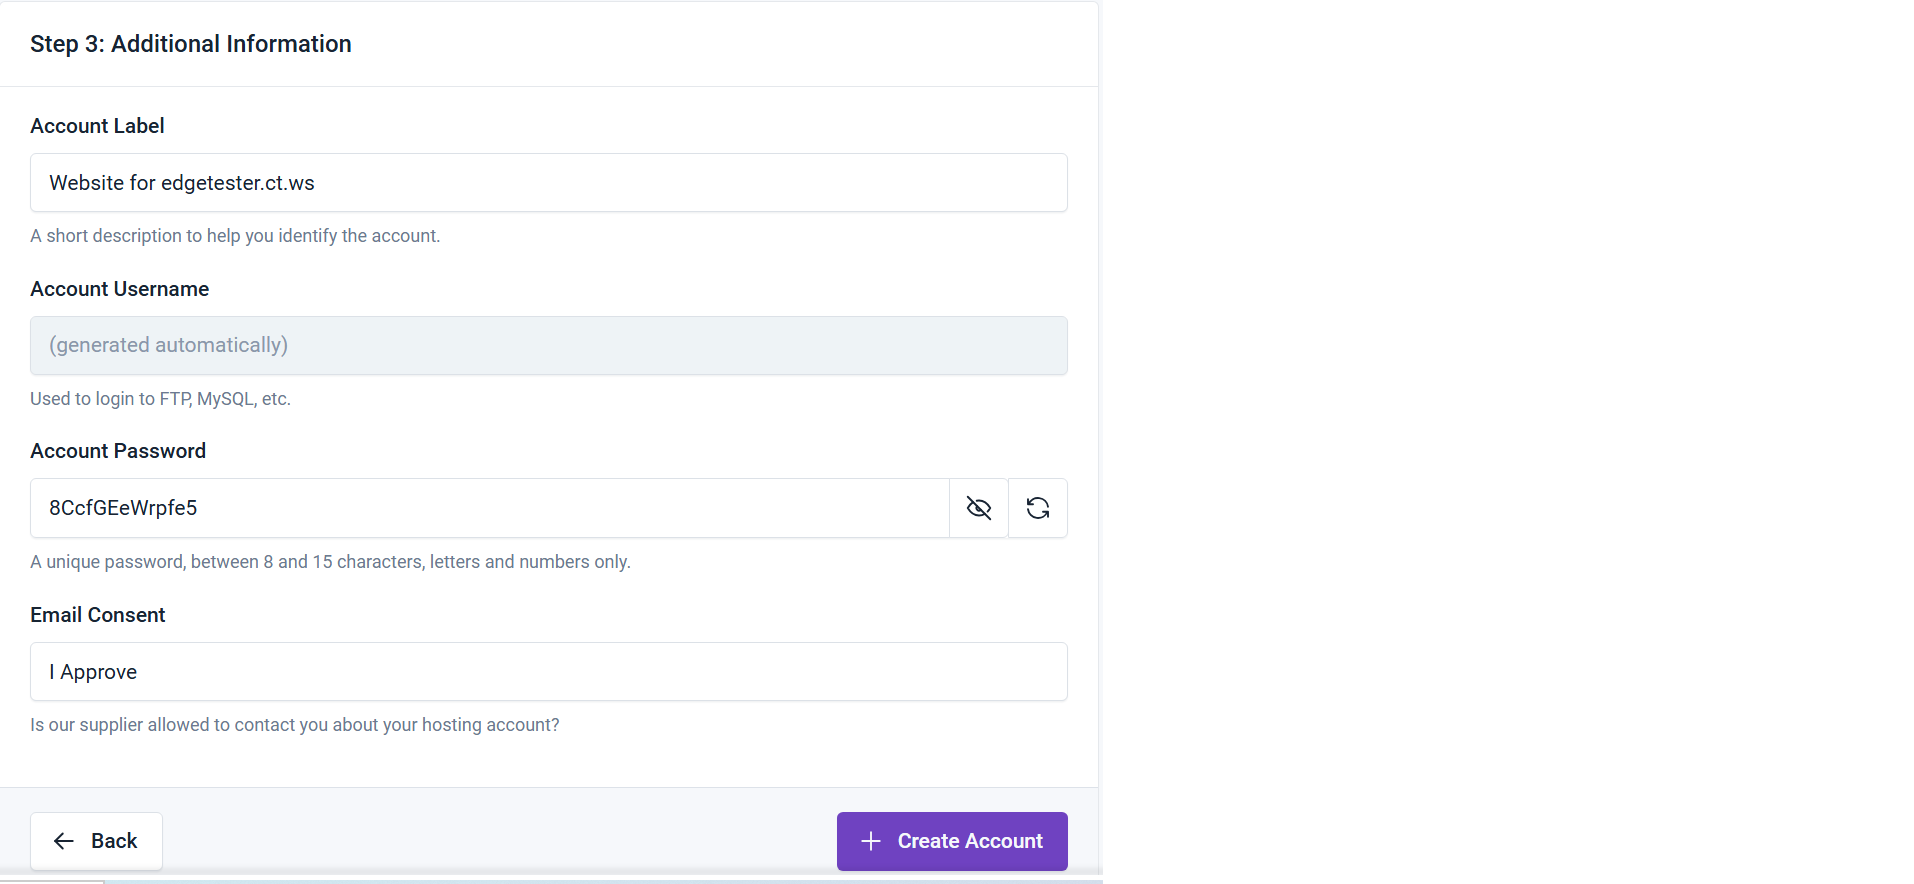 Step 3: Additional Information
Account Label
Website for edgetester.ct.ws
A short description to help you identify the account.
Account Username
(generated automatically)
Used to login to FTP, MySQL, etc.
Account Password
8CcfGEeWrpfe5
A unique password, between 8 and 15 characters, letters and numbers only.
Email Consent
I Approve
Is our supplier allowed to contact you about your hosting account?
Back
Create Account